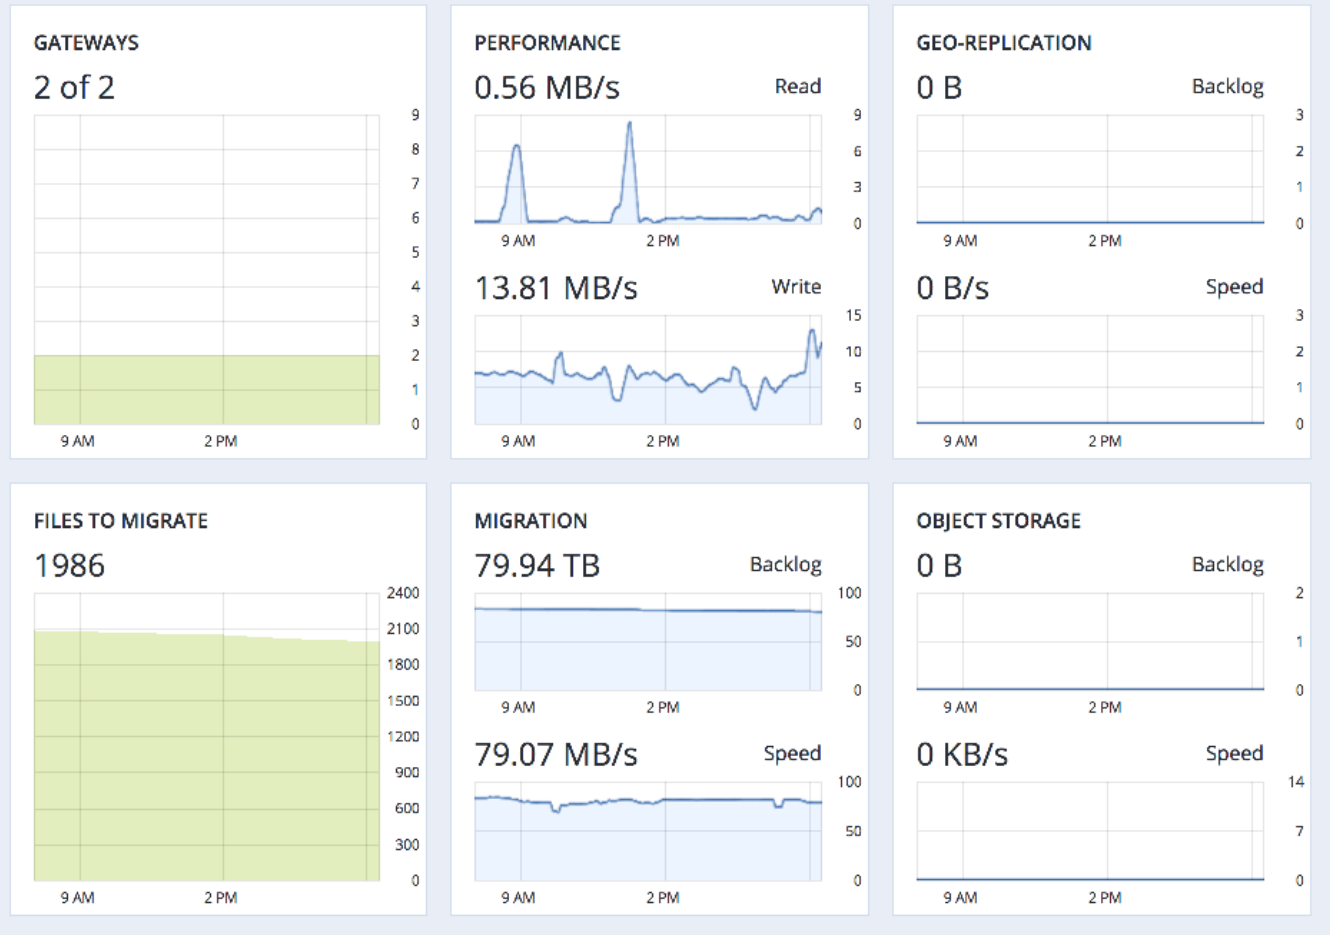 GATEWAYS
2 of 2
9
8
7
6
5
4
3
2
1
0
9 AM 2 PM
PERFORMANCE
0.56 MB/s Read
9
6
3
0
9 AM 2 PM
13.81 MB/s Write
15
10
5
0
9 AM 2 PM
GEO-REPLICATION
0 B Backlog
3
2
1
0
9 AM 2 PM
0 B/s Speed
3
2
1
0
9 AM 2 PM
FILES TO MIGRATE
1986
2400
2100
1800
1500
1200
900
600
300
0
9 AM 2 PM
MIGRATION
79.94 TB Backlog
100
50
0
9 AM 2 PM
79.07 MB/s Speed
100
50
0
9 AM 2 PM
OBJECT STORAGE
0 B Backlog
2
1
0
9 AM 2 PM
0 KB/s Speed
14
7
0
9 AM 2 PM